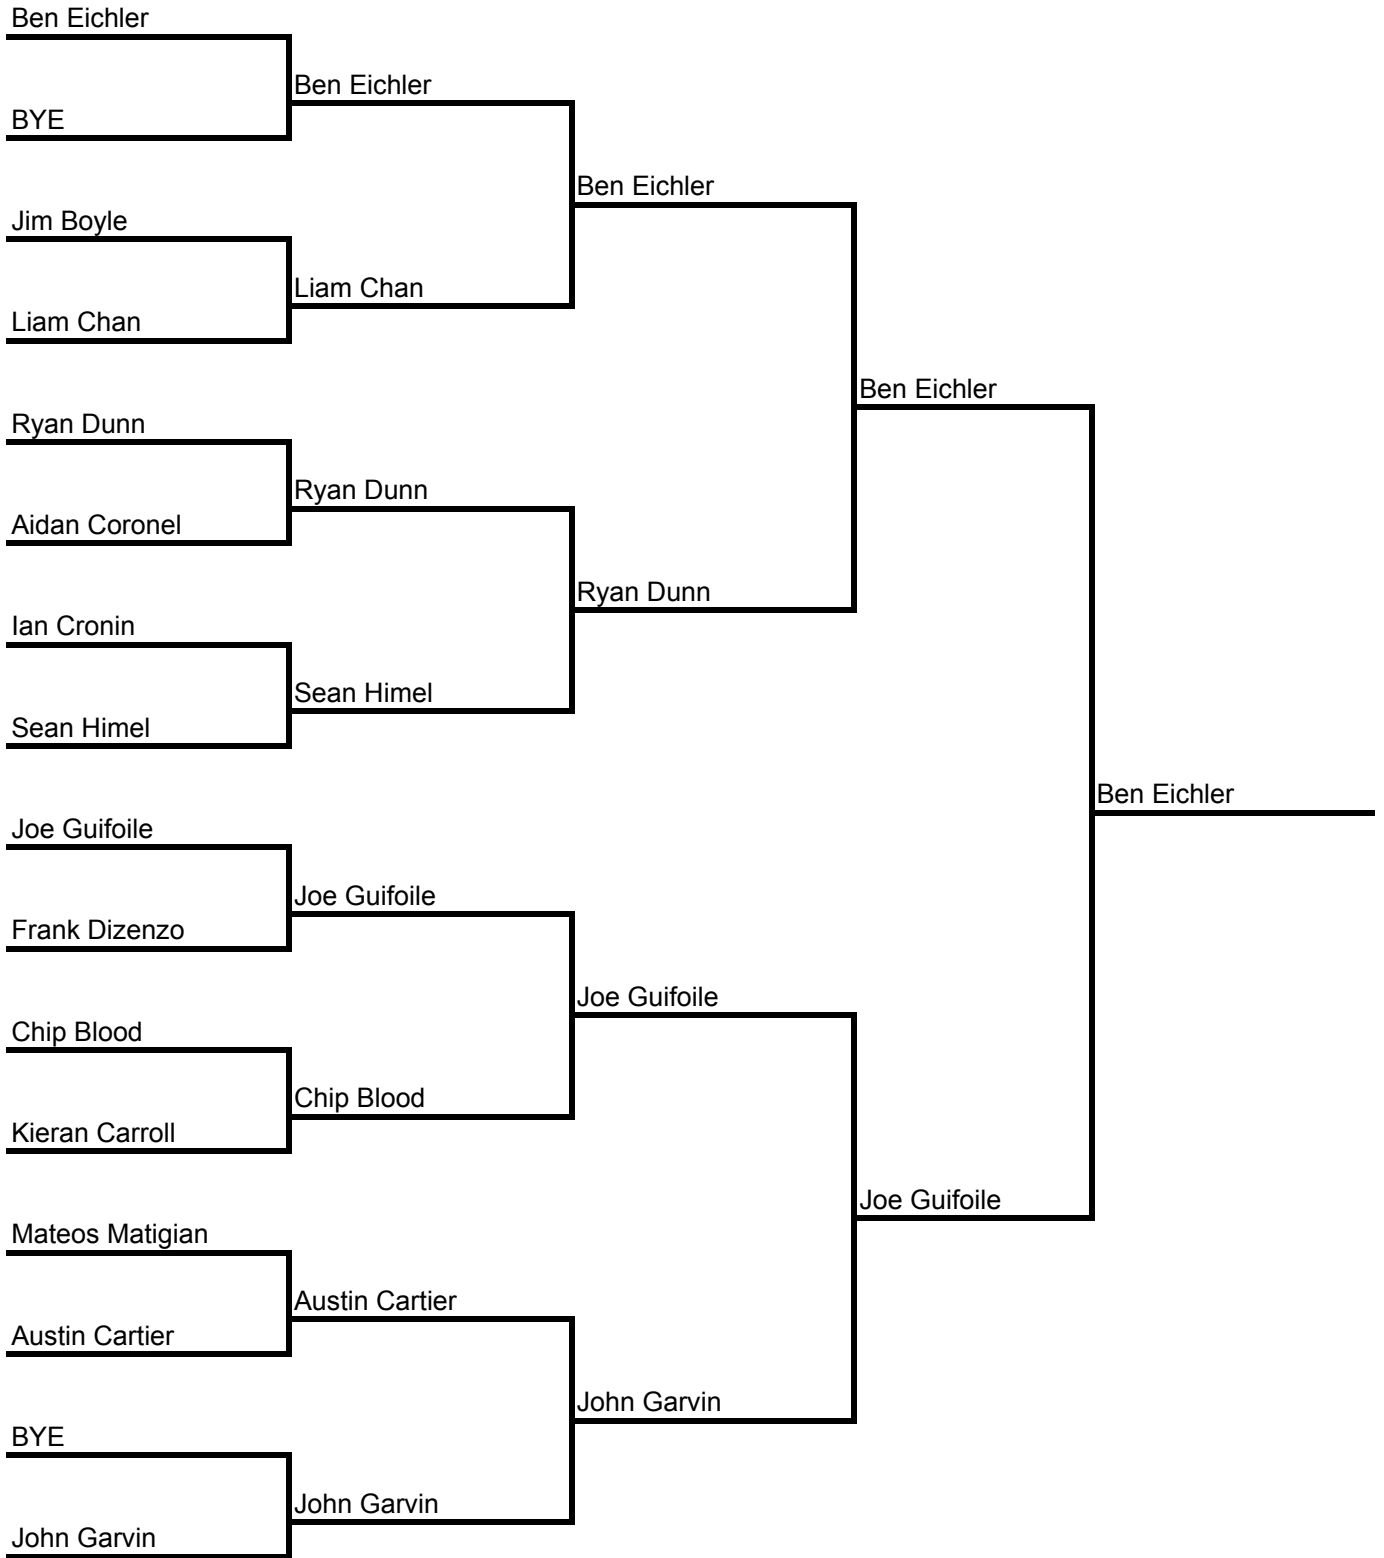 Ben Eichler
BYE
Jim Boyle
Liam Chan
Ryan Dunn
Aidan Coronel
Ian Cronin
Sean Himel
Joe Guifoile
Frank Dizenzo
Chip Blood
Kieran Carroll
Mateos Matigian
Austin Cartier
BYE
John Garvin
Ben Eichler
Liam Chan
Ryan Dunn
Sean Himel
Joe Guifoile
Chip Blood
Austin Cartier
John Garvin
Ben Eichler
Ryan Dunn
Joe Guifoile
John Garvin
Ben Eichler
Joe Guifoile
Ben Eichler